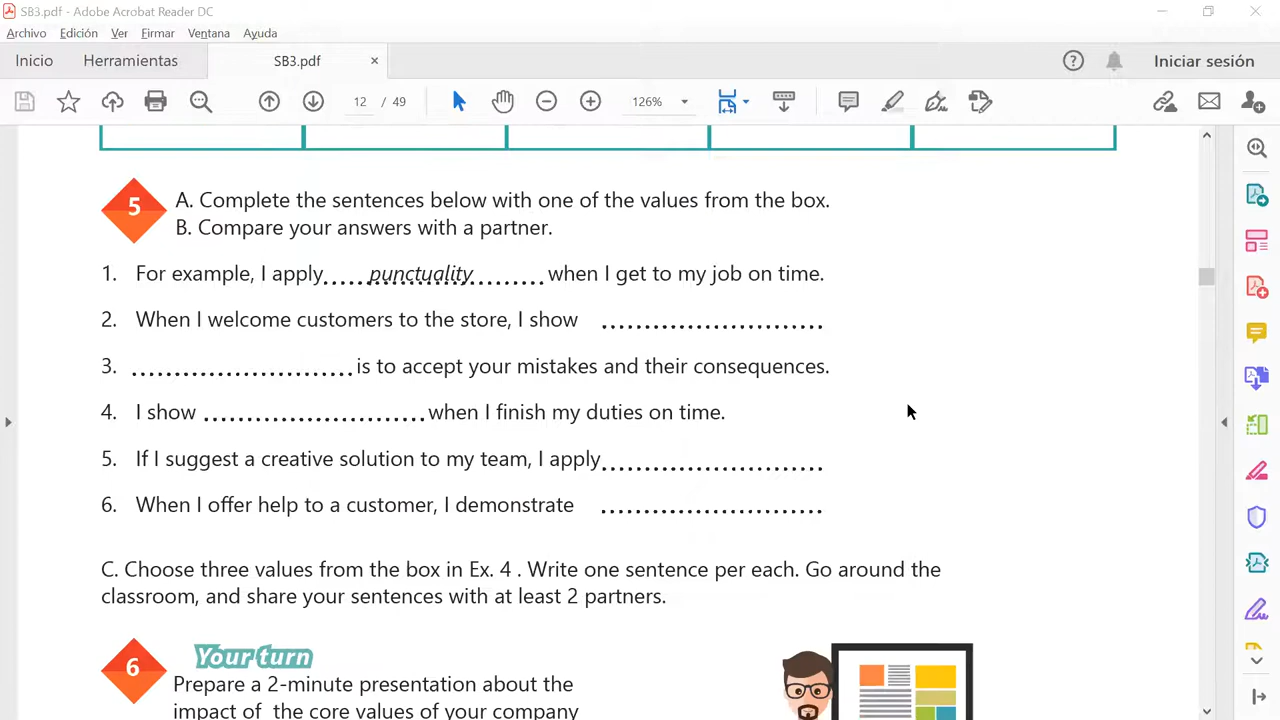 SB3.pdf - Adobe Acrobat Reader DC
Archivo Edición Ver Firmar Ventana Ayuda
Inicio Herramientas SB3.pdf × Iniciar sesión
12 / 49 126%
5 A. Complete the sentences below with one of the values from the box.
B. Compare your answers with a partner.
1. For example, I apply.....punctuality.........when I get to my job on time.
2. When I welcome customers to the store, I show ..........................
3. ..........................is to accept your mistakes and their consequences.
4. I show ..........................when I finish my duties on time.
5. If I suggest a creative solution to my team, I apply..........................
6. When I offer help to a customer, I demonstrate ..........................
C. Choose three values from the box in Ex. 4 . Write one sentence per each. Go around the
classroom, and share your sentences with at least 2 partners.
6 Your turn
Prepare a 2-minute presentation about the
impact of the core values of your company